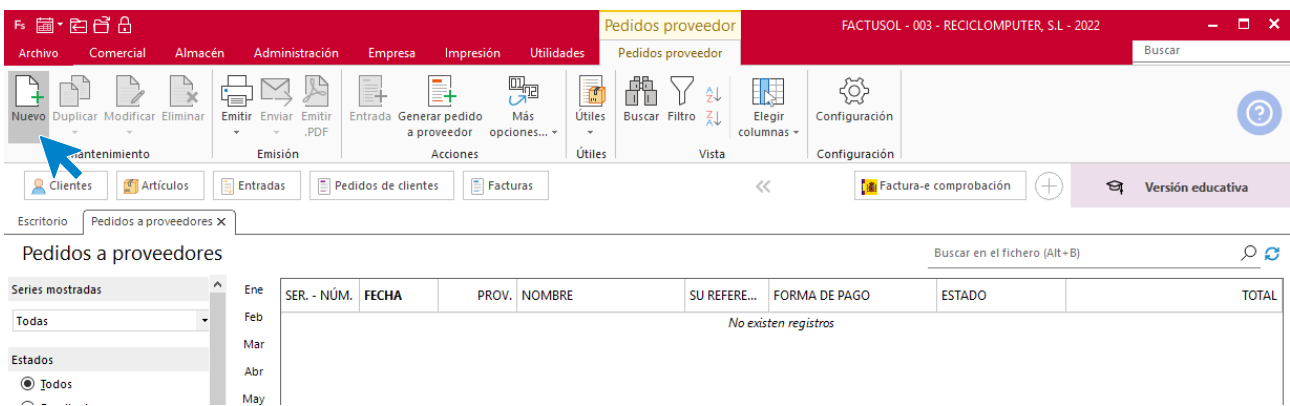 Fs
Pedidos proveedor
FACTUSOL - 003 - RECICLOMPUTER, S.L - 2022
Archivo Comercial Almacén Administración Empresa Impresión Utilidades Pedidos proveedor
Buscar
Nuevo Duplicar Modificar Eliminar Emitir Enviar Emitir .PDF Entrada Generar pedido a proveedor Más opciones... Útiles Buscar Filtro Elegir columnas Configuración
Mantenimiento Emisión Acciones Útiles Vista Configuración
Clientes Artículos Entradas Pedidos de clientes Facturas Factura-e comprobación Versión educativa
Escritorio Pedidos a proveedores X
Pedidos a proveedores
Buscar en el fichero (Alt+B)
Series mostradas
Todas
Estados
Todos
Ene
Feb
Mar
Abr
May
SER. - NÚM. FECHA PROV. NOMBRE SU REFERE... FORMA DE PAGO ESTADO TOTAL
No existen registros